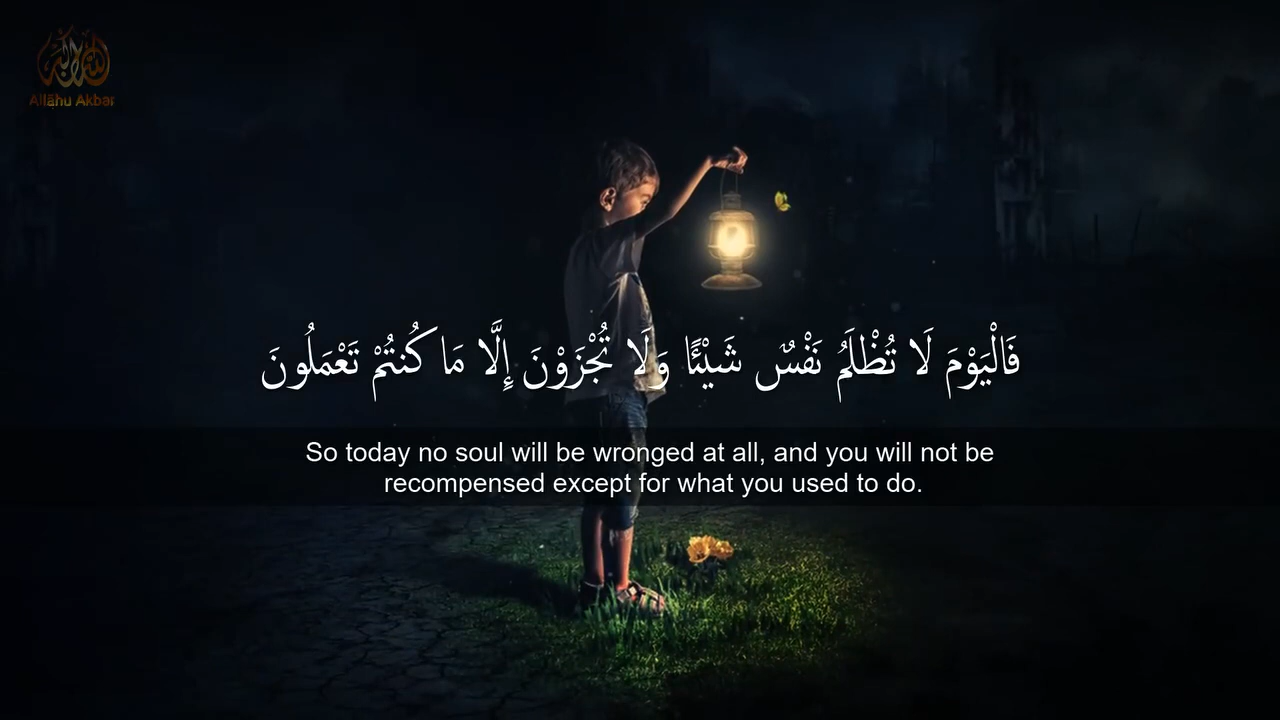 Allāhu Akbar
فَالْيَوْمَ لَا تُظْلَمُ نَفْسٌ شَيْئًا وَلَا تُجْزَوْنَ إِلَّا مَا كُنتُمْ تَعْمَلُونَ
So today no soul will be wronged at all, and you will not be
recompensed except for what you used to do.